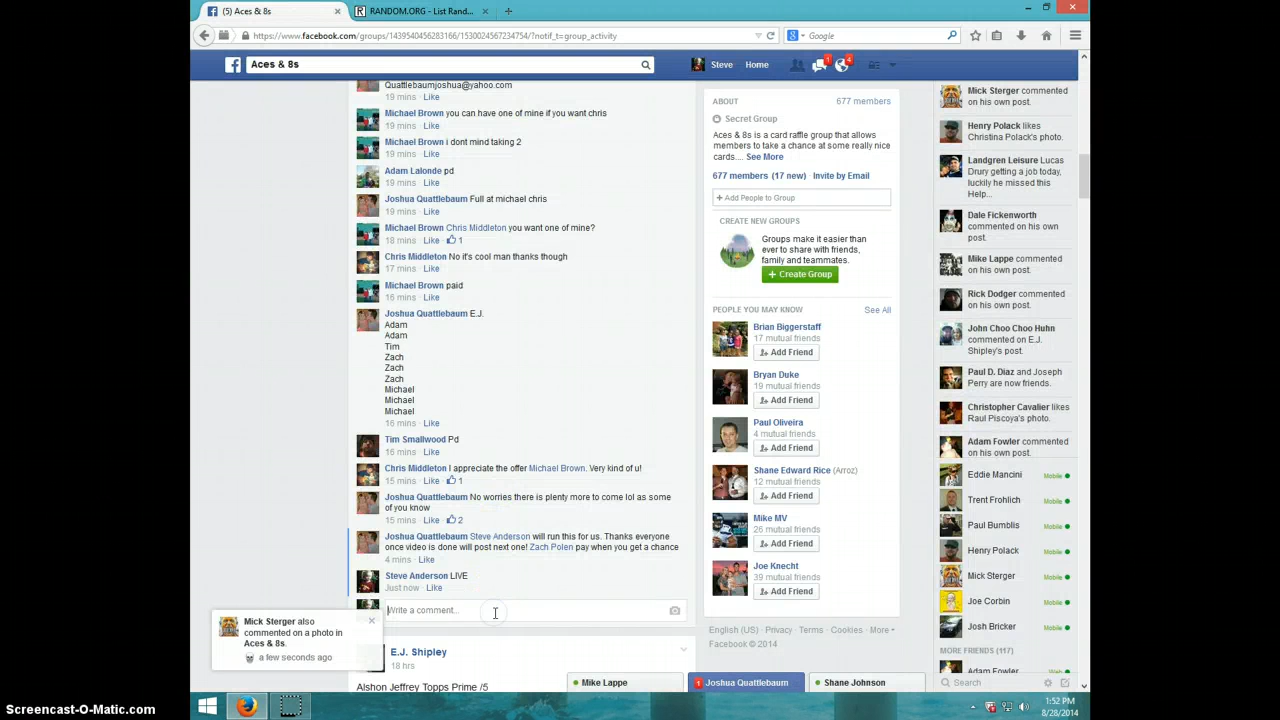 (5) Aces & 8s
RANDOM.ORG - List Rand...
https://www.facebook.com/groups/1439540456283166/1530024567234754/?notif_t=group_activity
Google
Aces & 8s
Steve
Home
1
4
Quattlebaumjoshua@yahoo.com
19 mins Like
Michael Brown you can have one of mine if you want chris
19 mins · Like
Michael Brown i dont mind taking 2
19 mins · Like
Adam Lalonde pd
19 mins · Like
Joshua Quattlebaum Full at michael chris
19 mins · Like
Michael Brown Chris Middleton you want one of mine?
18 mins · Like · 1
Chris Middleton No it's cool man thanks though
17 mins · Like
Michael Brown paid
16 mins · Like
Joshua Quattlebaum E.J.
Adam
Adam
Tim
Zach
Zach
Zach
Michael
Michael
Michael
16 mins · Like
Tim Smallwood Pd
16 mins · Like
Chris Middleton I appreciate the offer Michael Brown. Very kind of u!
15 mins · Like · 1
Joshua Quattlebaum No worries there is plenty more to come lol as some
of you know
15 mins · Like · 2
Joshua Quattlebaum Steve Anderson will run this for us. Thanks everyone
once video is done will post next one! Zach Polen pay when you get a chance
4 mins · Like
Steve Anderson LIVE
Just now · Like
Write a comment...
Mick Sterger also
commented on a photo in
Aces & 8s.
a few seconds ago
E.J. Shipley
18 hrs
Alshon Jeffrey Topps Prime /5
ABOUT
677 members
Secret Group
Aces & 8s is a card raffle group that allows
members to take a chance at some really nice
cards.... See More
677 members (17 new) · Invite by Email
+ Add People to Group
CREATE NEW GROUPS
Groups make it easier than
ever to share with friends,
family and teammates.
+ Create Group
PEOPLE YOU MAY KNOW
See All
Brian Biggerstaff
17 mutual friends
Add Friend
Bryan Duke
19 mutual friends
Add Friend
Paul Oliveira
4 mutual friends
Add Friend
Shane Edward Rice (Arroz)
12 mutual friends
Add Friend
Mike MV
26 mutual friends
Add Friend
Joe Knecht
39 mutual friends
Add Friend
English (US) · Privacy · Terms · Cookies · More
Facebook © 2014
Mike Lappe
1 Joshua Quattlebaum
Shane Johnson
Mick Sterger commented
on his own post.
Henry Polack likes
Christina Polack's photo.
Landgren Leisure Lucas
Drury getting a job today,
luckily he missed this
Help...
Dale Fickenworth
commented on his own
post.
Mike Lappe commented
on his own post.
Rick Dodger commented
on his own post.
John Choo Choo Huhn
commented on E.J.
Shipley's post.
Paul D. Diaz and Joseph
Perry are now friends.
Christopher Cavalier likes
Raul Piscoya's photo.
Adam Fowler commented
on his own post.
Eddie Mancini Mobile
Trent Frohlich Mobile
Paul Bumblis Mobile
Henry Polack Mobile
Mick Sterger Mobile
Joe Corbin Mobile
Josh Bricker Mobile
MORE FRIENDS (117)
Adam Fowler Web
Search
1:52 PM
8/28/2014
Screencast-O-Matic.com